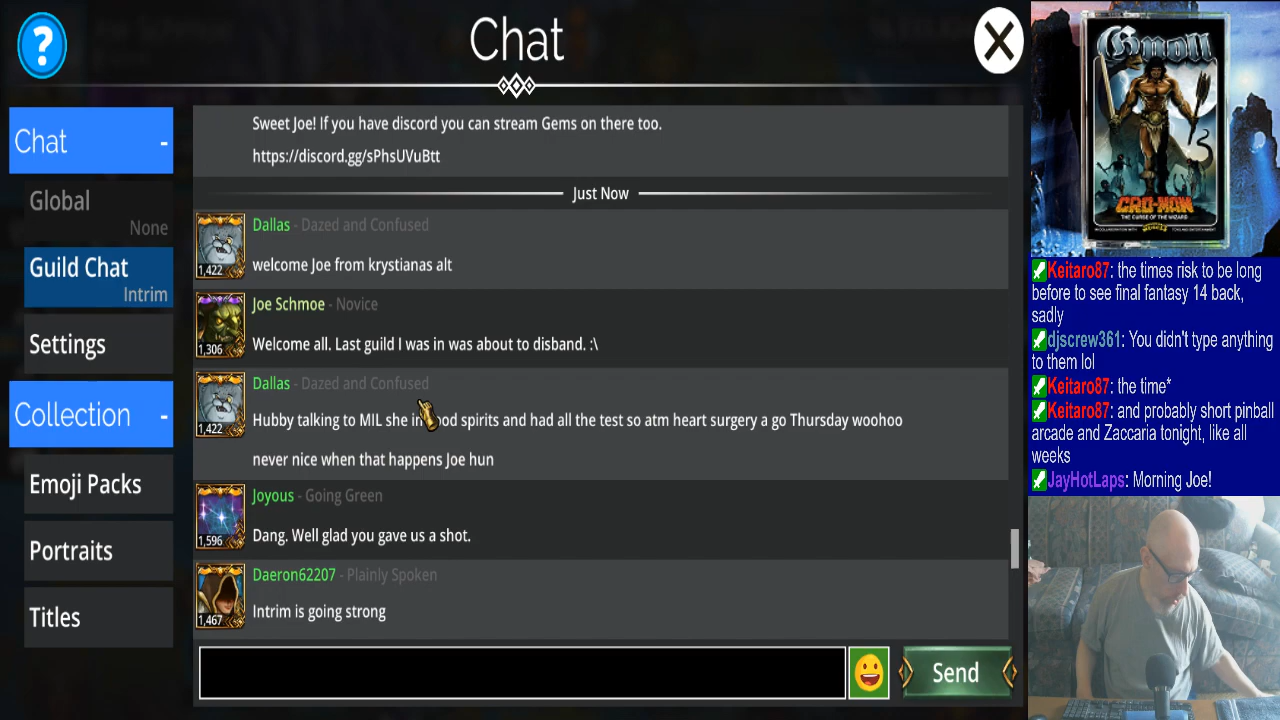 ?
Chat
Chat -
Global
None
Guild Chat
Intrim
Settings
Collection -
Emoji Packs
Portraits
Titles
Sweet Joe! If you have discord you can stream Gems on there too.
https://discord.gg/sPhsUVuBtt
Just Now
1,422
Dallas - Dazed and Confused
welcome Joe from krystianas alt
1,306
Joe Schmoe - Novice
Welcome all. Last guild I was in was about to disband. :\
1,422
Dallas - Dazed and Confused
Hubby talking to MIL she in od spirits and had all the test so atm heart surgery a go Thursday woohoo
never nice when that happens Joe hun
1,596
Joyous - Going Green
Dang. Well glad you gave us a shot.
1,467
Daeron62207 - Plainly Spoken
Intrim is going strong
Send
Gnoll
CRO-MAN
THE CURSE OF THE WIZARD
Keitaro87: the times risk to be long
before to see final fantasy 14 back,
sadly
djscrew361: You didn't type anything
to them lol
Keitaro87: the time*
Keitaro87: and probably short pinball
arcade and Zaccaria tonight, like all
weeks
JayHotLaps: Morning Joe!